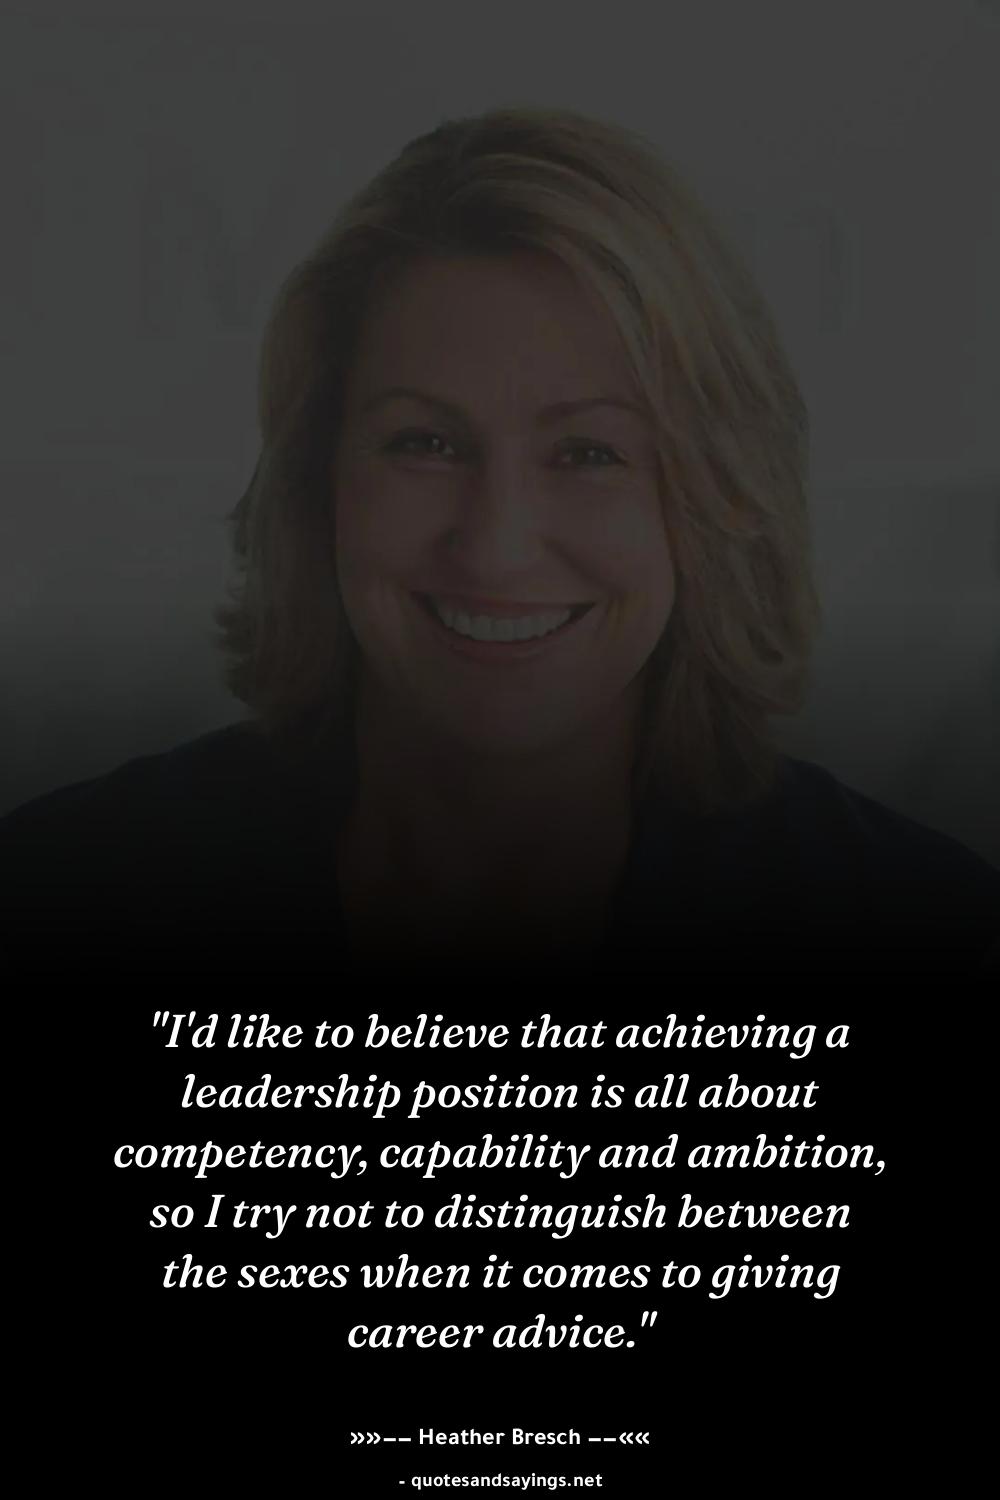 "I'd like to believe that achieving a
leadership position is all about
competency, capability and ambition,
so I try not to distinguish between
the sexes when it comes to giving
career advice."
»»–– Heather Bresch ––««
- quotesandsayings.net